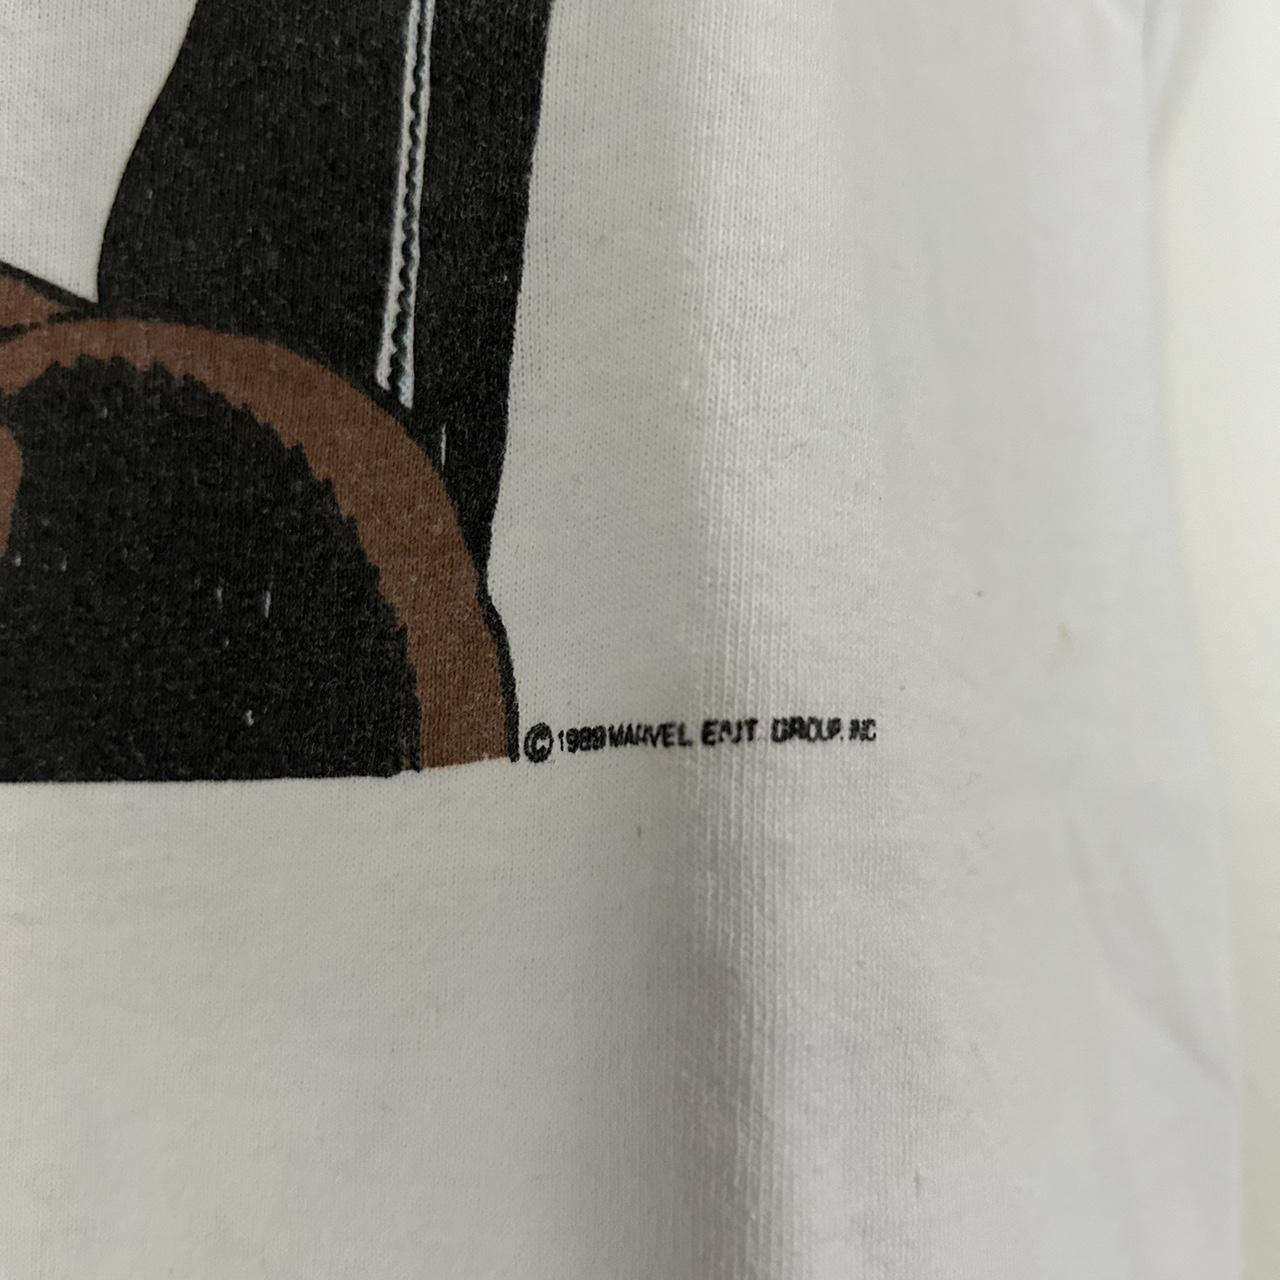 © 1989 MARVEL ENT. GROUP. INC